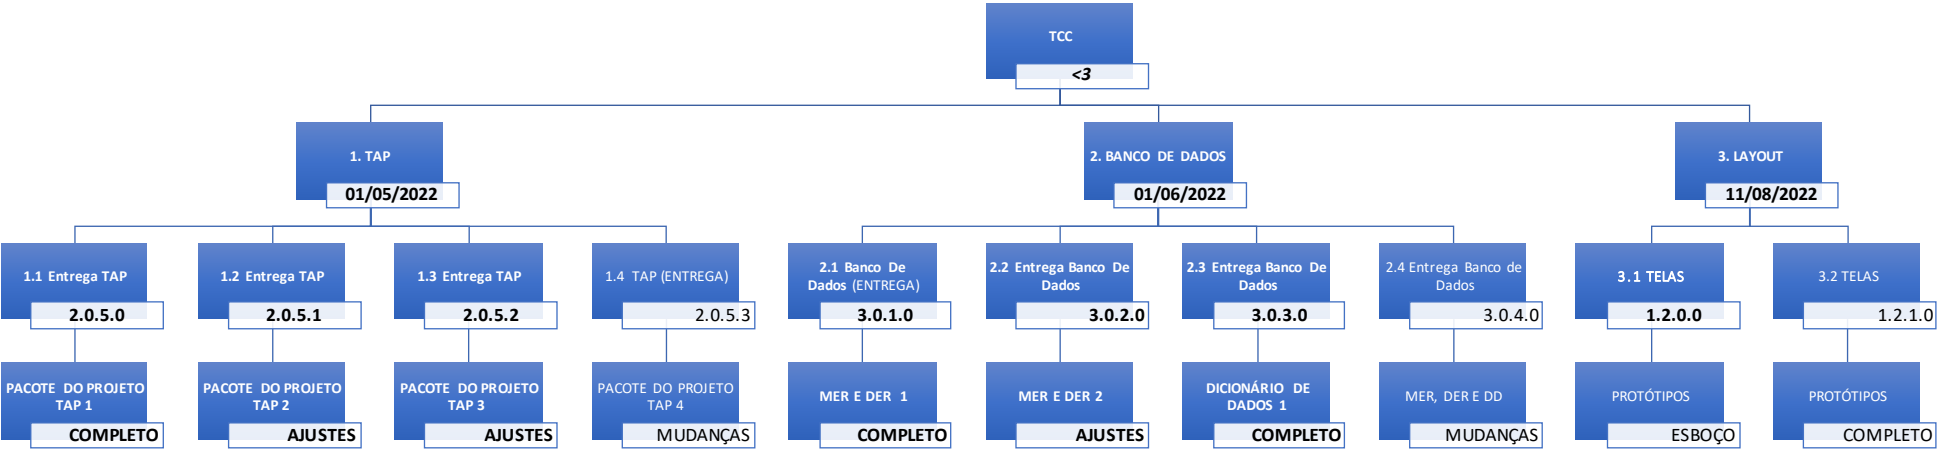 TCC
<3
1. TAP
01/05/2022
2. BANCO DE DADOS
01/06/2022
3. LAYOUT
11/08/2022
1.1 Entrega TAP
2.0.5.0
1.2 Entrega TAP
2.0.5.1
1.3 Entrega TAP
2.0.5.2
1.4 TAP (ENTREGA)
2.0.5.3
2.1 Banco De
Dados (ENTREGA)
3.0.1.0
2.2 Entrega Banco De
Dados
3.0.2.0
2.3 Entrega Banco De
Dados
3.0.3.0
2.4 Entrega Banco de
Dados
3.0.4.0
3.1 TELAS
1.2.0.0
3.2 TELAS
1.2.1.0
PACOTE DO PROJETO
TAP 1
COMPLETO
PACOTE DO PROJETO
TAP 2
AJUSTES
PACOTE DO PROJETO
TAP 3
AJUSTES
PACOTE DO PROJETO
TAP 4
MUDANÇAS
MER E DER 1
COMPLETO
MER E DER 2
AJUSTES
DICIONÁRIO DE
DADOS 1
COMPLETO
MER, DER E DD
MUDANÇAS
PROTÓTIPOS
ESBOÇO
PROTÓTIPOS
COMPLETO